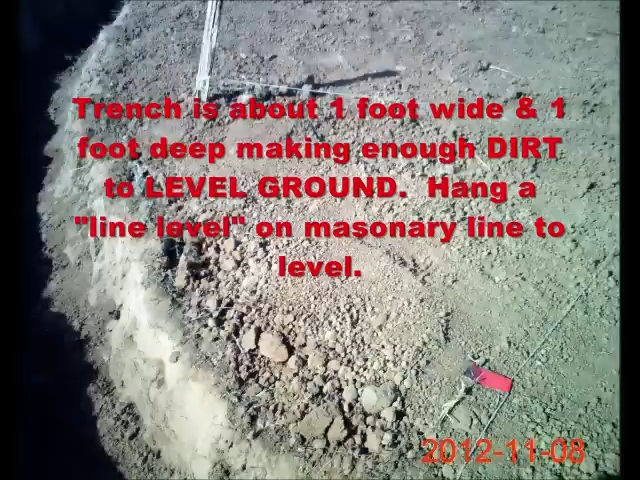 Trench is about 1 foot wide & 1
foot deep making enough DIRT
to LEVEL GROUND.  Hang a
"line level" on masonary line to
level.
2012-11-08